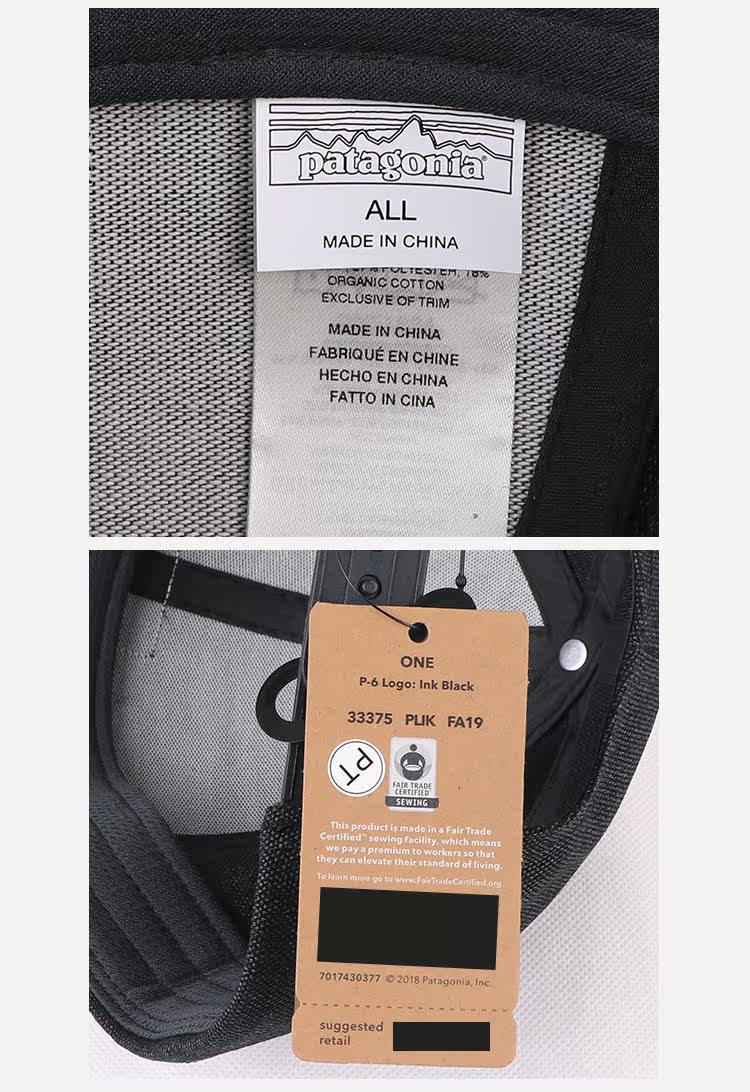 patagonia®
ALL
MADE IN CHINA
POLYESTER, 18%
ORGANIC COTTON
EXCLUSIVE OF TRIM
MADE IN CHINA
FABRIQUÉ EN CHINE
HECHO EN CHINA
FATTO IN CINA
ONE
P-6 Logo: Ink Black
33375 PLIK FA19
PT
FAIR TRADE
CERTIFIED™
SEWING
This product is made in a Fair Trade
Certified™ sewing facility, which means
we pay a premium to workers so that
they can elevate their standard of living.
To learn more go to www.FairTradeCertified.org
7017430377 © 2018 Patagonia, Inc.
suggested
retail